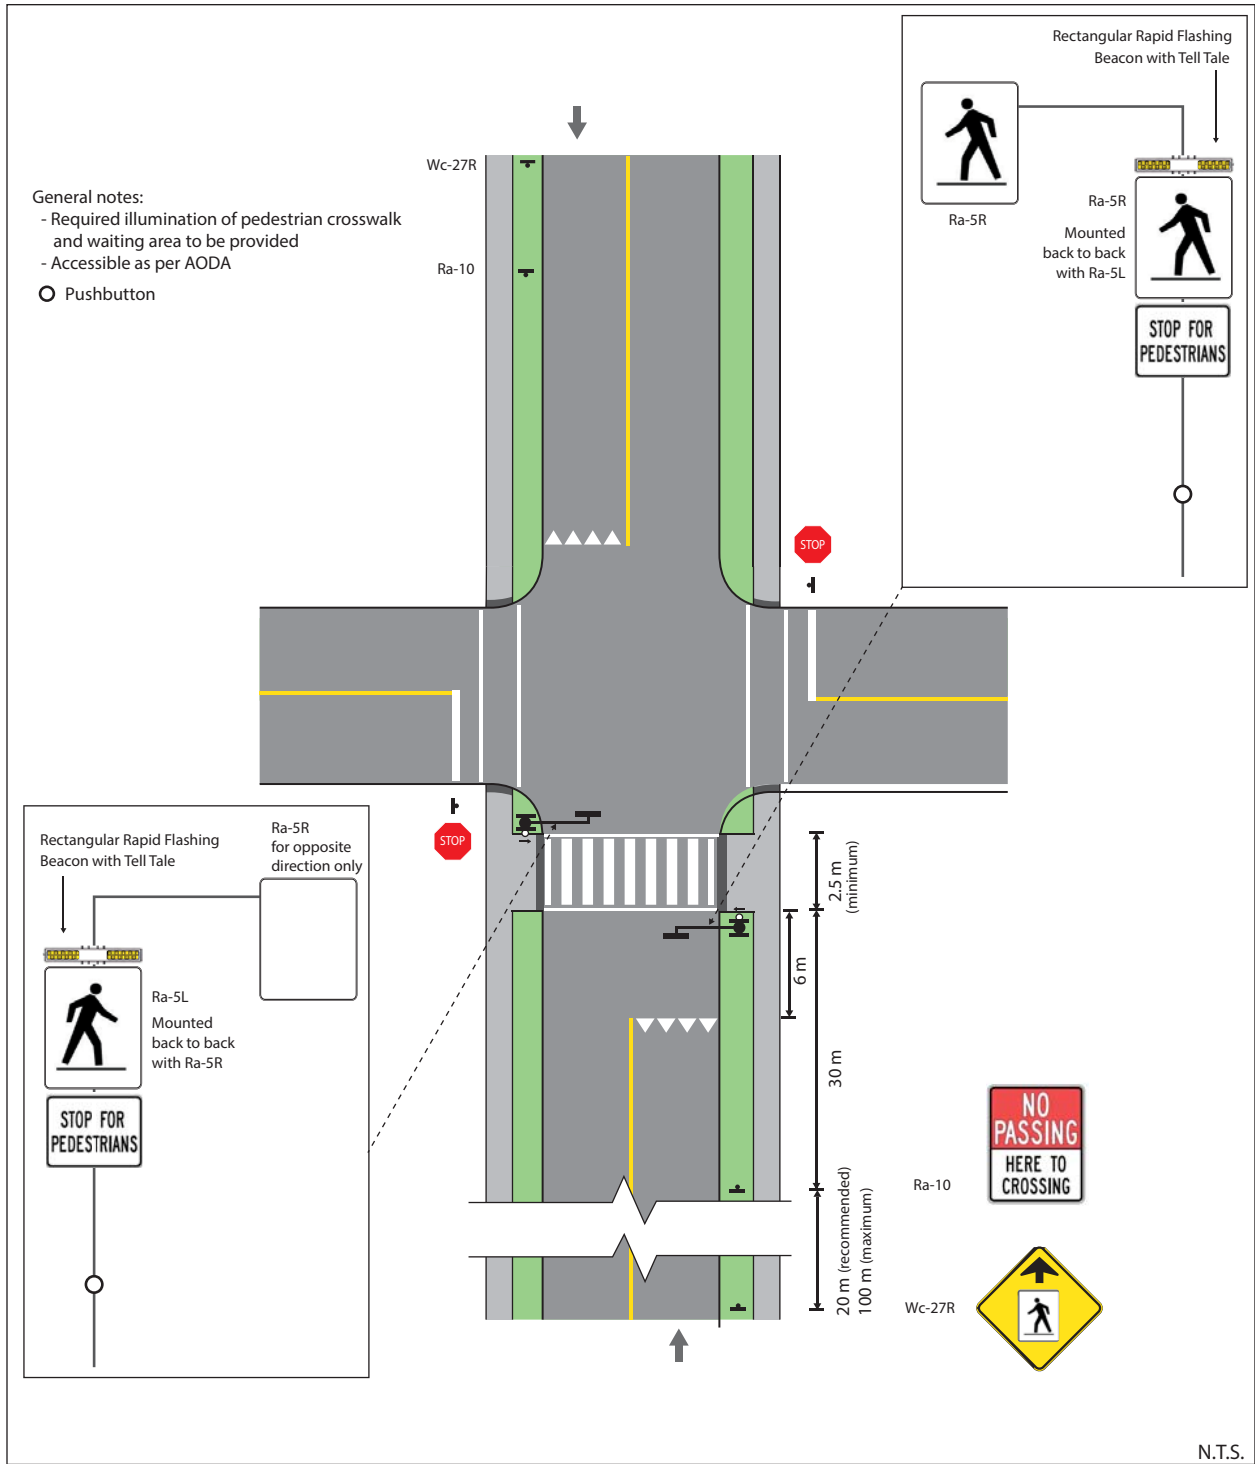 Rectangular Rapid Flashing
Beacon with Tell Tale
Ra-5R
Ra-5R
Mounted
back to back
with Ra-5L
STOP FOR
PEDESTRIANS
Wc-27R
General notes:
- Required illumination of pedestrian crosswalk
and waiting area to be provided
- Accessible as per AODA
Pushbutton
Ra-10
STOP
STOP
Rectangular Rapid Flashing
Beacon with Tell Tale
Ra-5R
for opposite
direction only
Ra-5L
Mounted
back to back
with Ra-5R
STOP FOR
PEDESTRIANS
2.5 m
(minimum)
6 m
30 m
20 m (recommended)
100 m (maximum)
Ra-10
NO
PASSING
HERE TO
CROSSING
Wc-27R
N.T.S.